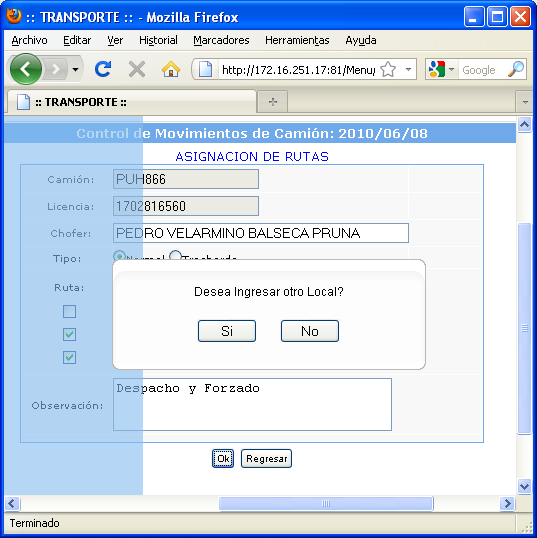 :: TRANSPORTE :: - Mozilla Firefox
Archivo Editar Ver Historial Marcadores Herramientas Ayuda
http://172.16.251.17:81/Menu/ Google
:: TRANSPORTE ::
Control de Movimientos de Camión: 2010/06/08
ASIGNACION DE RUTAS
Camión: PUH866
Licencia: 1702816560
Chofer: PEDRO VELARMINO BALSECA PRUNA
Tipo: Normal Trasbordo
Ruta:
Desea Ingresar otro Local?
Si No
Observación: Despacho y Forzado
Ok Regresar
Terminado